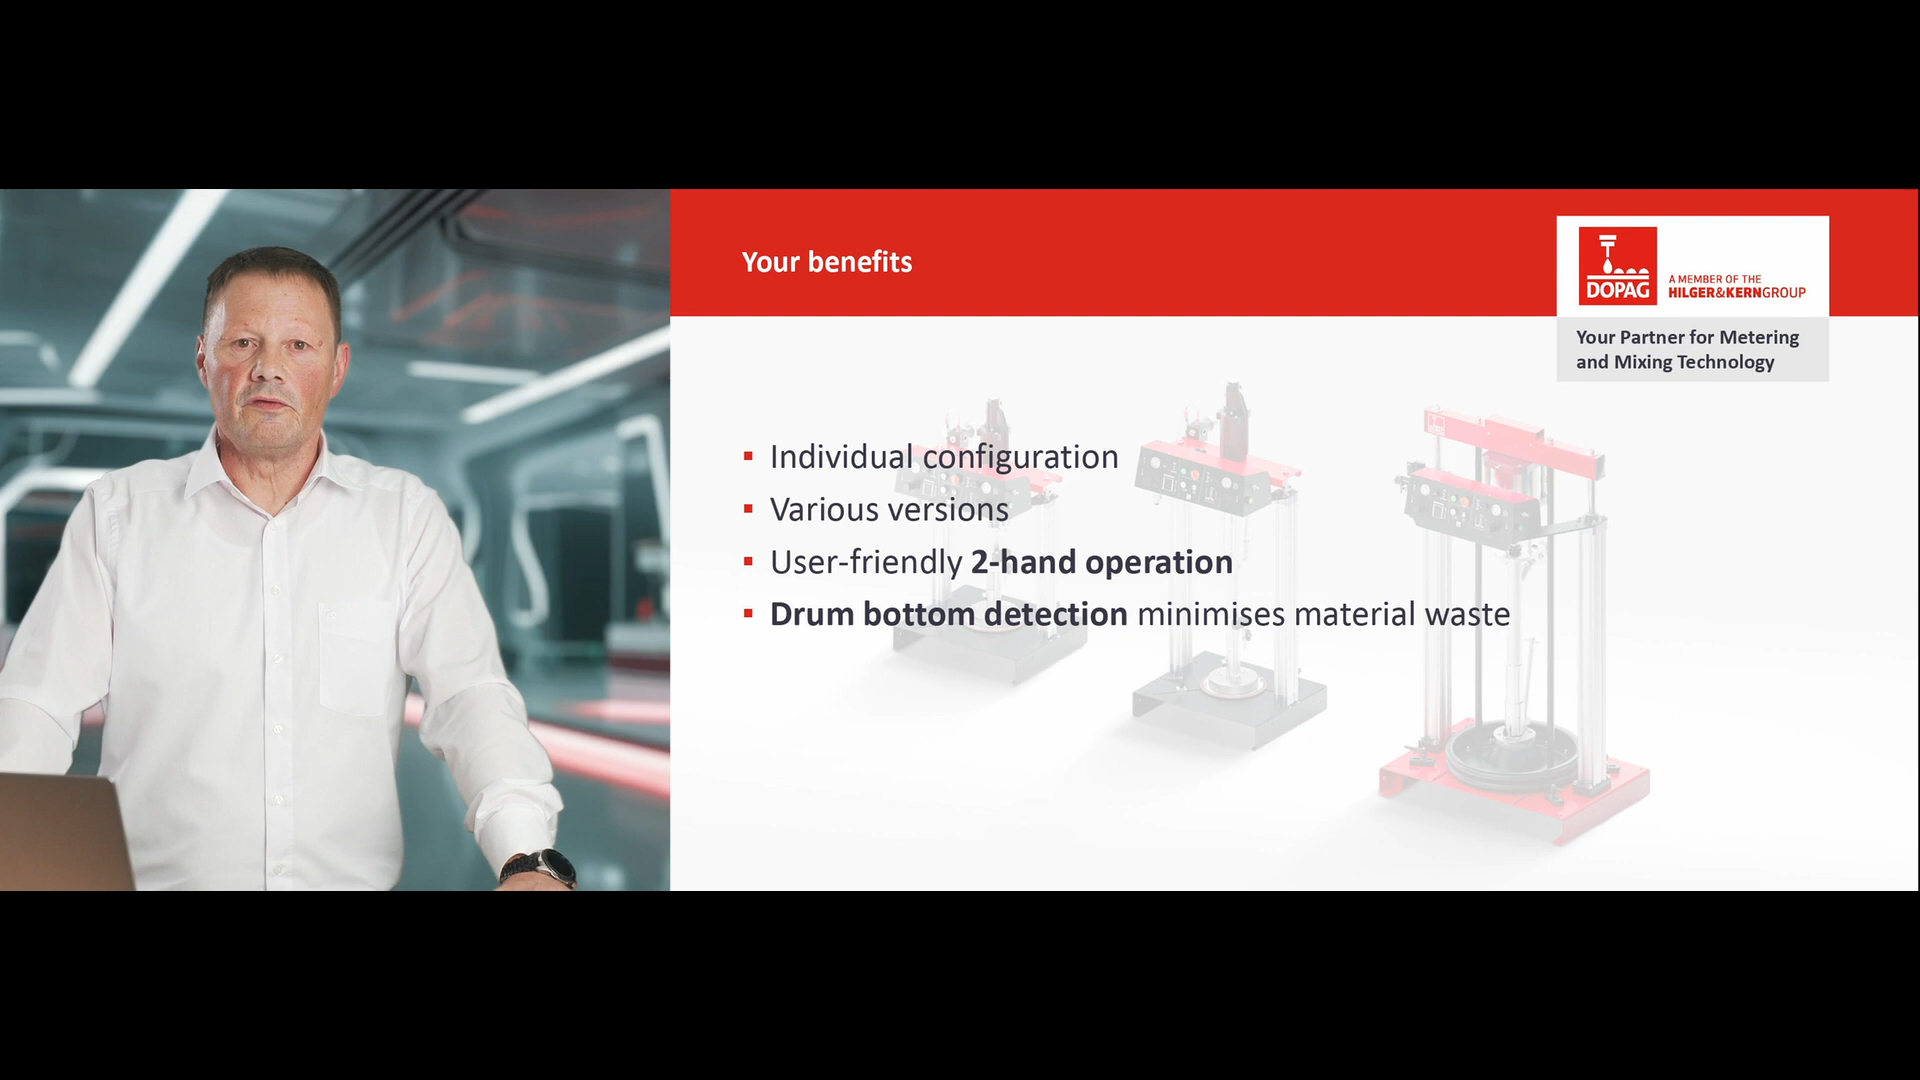 Your benefits
DOPAG
A MEMBER OF THE
HILGER&KERNGROUP
Your Partner for Metering
and Mixing Technology
▪ Individual configuration
▪ Various versions
▪ User-friendly 2-hand operation
▪ Drum bottom detection minimises material waste